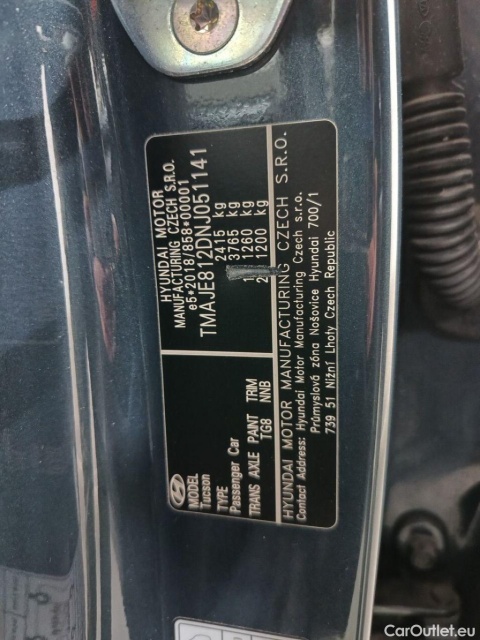 HYUNDAI MOTOR
MANUFACTURING CZECH S.R.O.
e5*2018/858*00001
TMAJE812DNJ051141
2415 kg
3765 kg
1 1260 kg
2 1200 kg
MODEL
Tucson
TYPE
Passenger Car
TRANS AXLE PAINT TRIM
TG8 NNB
HYUNDAI MOTOR MANUFACTURING CZECH S.R.O.
Contact Address: Hyundai Motor Manufacturing Czech s.r.o.
Průmyslová zóna Nošovice Hyundai 700/1
739 51 Nižní Lhoty Czech Republic
CarOutlet.eu